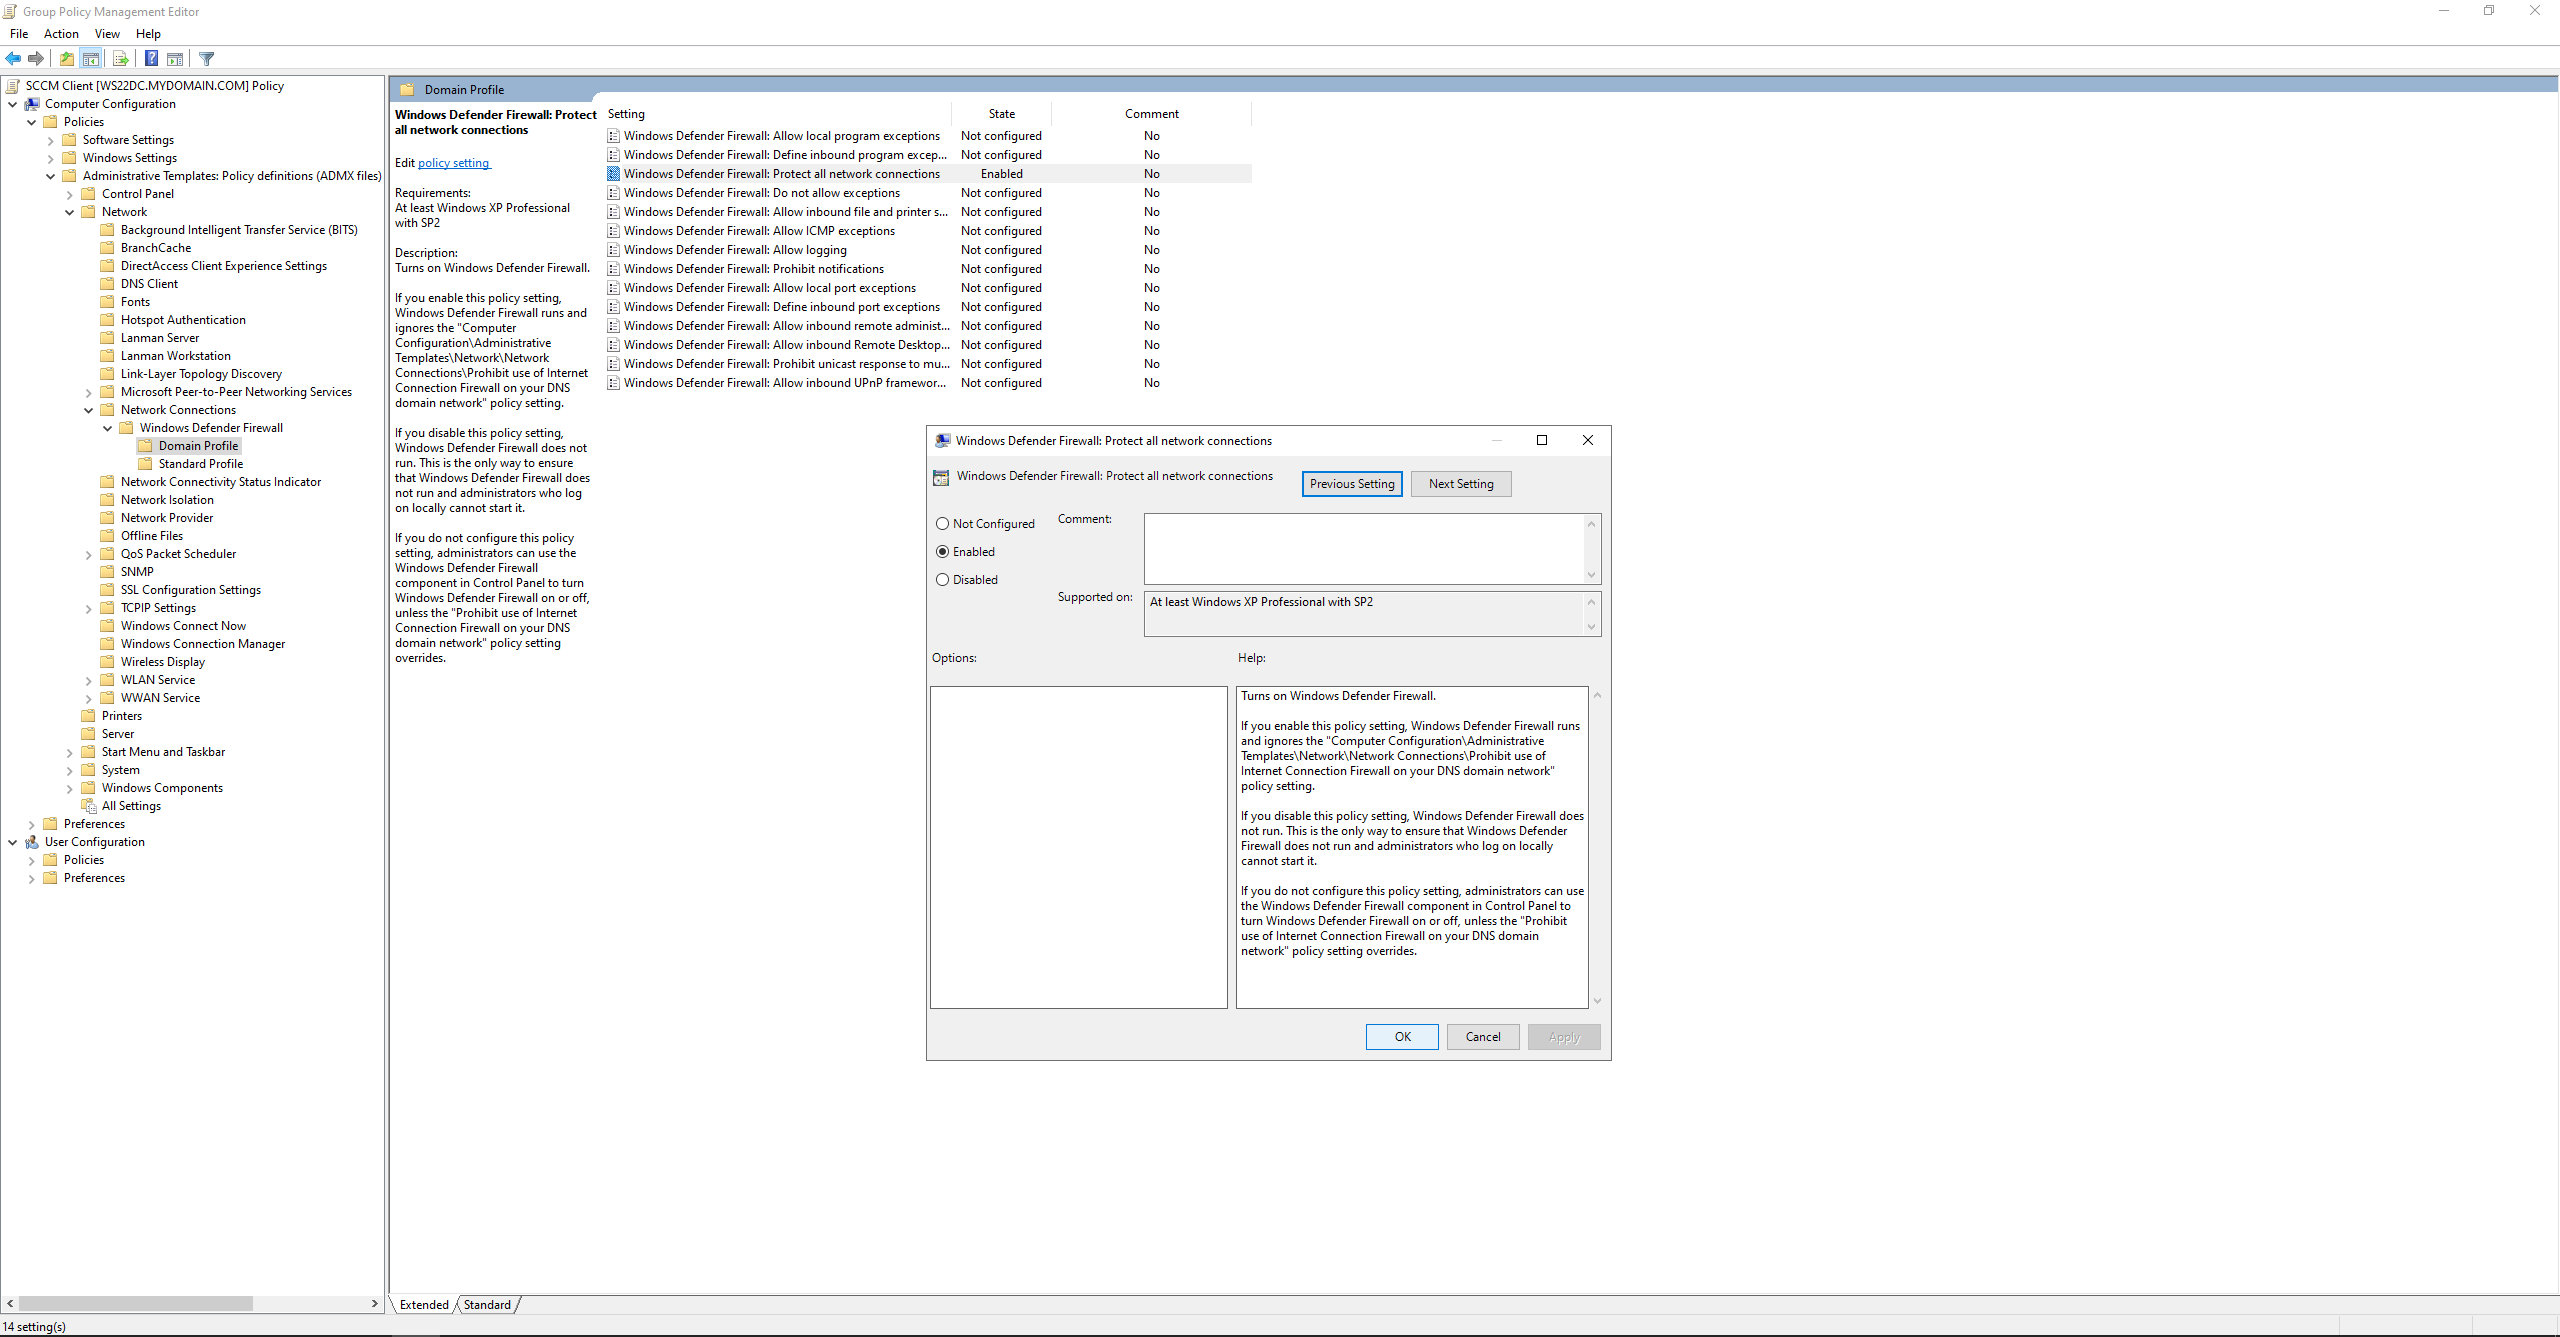 Group Policy Management Editor
File Action View Help
SCCM Client [WS22DC.MYDOMAIN.COM] Policy
Computer Configuration
Policies
Software Settings
Windows Settings
Administrative Templates: Policy definitions (ADMX files)
Control Panel
Network
Background Intelligent Transfer Service (BITS)
BranchCache
DirectAccess Client Experience Settings
DNS Client
Fonts
Hotspot Authentication
Lanman Server
Lanman Workstation
Link-Layer Topology Discovery
Microsoft Peer-to-Peer Networking Services
Network Connections
Windows Defender Firewall
Domain Profile
Standard Profile
Network Connectivity Status Indicator
Network Isolation
Network Provider
Offline Files
QoS Packet Scheduler
SNMP
SSL Configuration Settings
TCPIP Settings
Windows Connect Now
Windows Connection Manager
Wireless Display
WLAN Service
WWAN Service
Printers
Server
Start Menu and Taskbar
System
Windows Components
All Settings
Preferences
User Configuration
Policies
Preferences
14 setting(s)
Domain Profile
Windows Defender Firewall: Protect
all network connections
Edit policy setting
Requirements:
At least Windows XP Professional
with SP2
Description:
Turns on Windows Defender Firewall.
If you enable this policy setting,
Windows Defender Firewall runs and
ignores the "Computer
Configuration\Administrative
Templates\Network\Network
Connections\Prohibit use of Internet
Connection Firewall on your DNS
domain network" policy setting.
If you disable this policy setting,
Windows Defender Firewall does not
run. This is the only way to ensure
that Windows Defender Firewall does
not run and administrators who log
on locally cannot start it.
If you do not configure this policy
setting, administrators can use the
Windows Defender Firewall
component in Control Panel to turn
Windows Defender Firewall on or off,
unless the "Prohibit use of Internet
Connection Firewall on your DNS
domain network" policy setting
overrides.
Setting State Comment
Windows Defender Firewall: Allow local program exceptions Not configured No
Windows Defender Firewall: Define inbound program excep... Not configured No
Windows Defender Firewall: Protect all network connections Enabled No
Windows Defender Firewall: Do not allow exceptions Not configured No
Windows Defender Firewall: Allow inbound file and printer s... Not configured No
Windows Defender Firewall: Allow ICMP exceptions Not configured No
Windows Defender Firewall: Allow logging Not configured No
Windows Defender Firewall: Prohibit notifications Not configured No
Windows Defender Firewall: Allow local port exceptions Not configured No
Windows Defender Firewall: Define inbound port exceptions Not configured No
Windows Defender Firewall: Allow inbound remote administ... Not configured No
Windows Defender Firewall: Allow inbound Remote Desktop... Not configured No
Windows Defender Firewall: Prohibit unicast response to mu... Not configured No
Windows Defender Firewall: Allow inbound UPnP framewor... Not configured No
Extended Standard
Windows Defender Firewall: Protect all network connections
Windows Defender Firewall: Protect all network connections
Previous Setting Next Setting
Not Configured
Enabled
Disabled
Comment:
Supported on:
At least Windows XP Professional with SP2
Options:
Help:
Turns on Windows Defender Firewall.
If you enable this policy setting, Windows Defender Firewall runs
and ignores the "Computer Configuration\Administrative
Templates\Network\Network Connections\Prohibit use of
Internet Connection Firewall on your DNS domain network"
policy setting.
If you disable this policy setting, Windows Defender Firewall does
not run. This is the only way to ensure that Windows Defender
Firewall does not run and administrators who log on locally
cannot start it.
If you do not configure this policy setting, administrators can use
the Windows Defender Firewall component in Control Panel to
turn Windows Defender Firewall on or off, unless the "Prohibit
use of Internet Connection Firewall on your DNS domain
network" policy setting overrides.
OK Cancel Apply